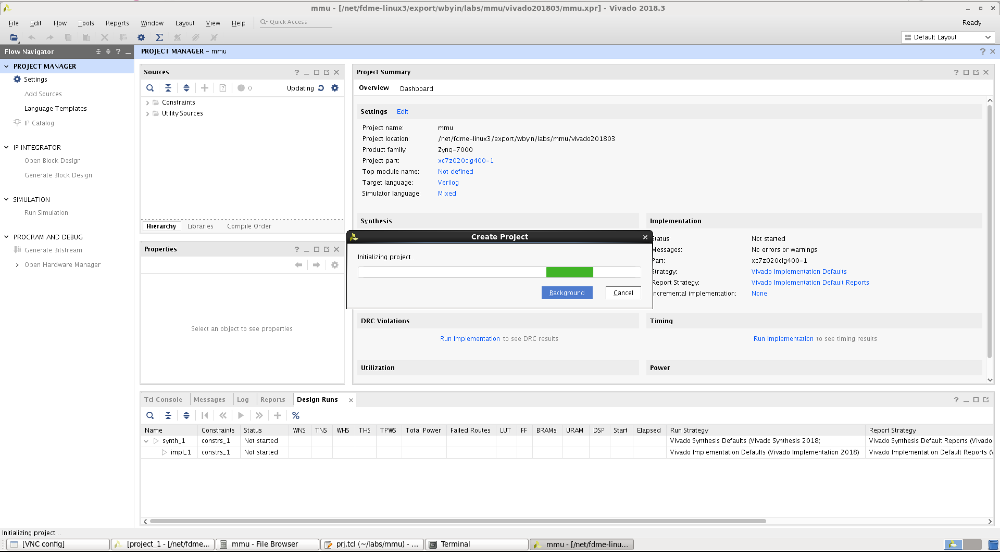 mmu - [/net/fdme-linux3/export/wbyin/labs/mmu/vivado201803/mmu.xpr] - Vivado 2018.3
File Edit Flow Tools Reports Window Layout View Help Quick Access Ready
Default Layout
Flow Navigator
PROJECT MANAGER
Settings
Add Sources
Language Templates
IP Catalog
IP INTEGRATOR
Open Block Design
Generate Block Design
SIMULATION
Run Simulation
PROGRAM AND DEBUG
Generate Bitstream
Open Hardware Manager
PROJECT MANAGER - mmu
Sources
0 Updating
Constraints
Utility Sources
Hierarchy Libraries Compile Order
Properties
Select an object to see properties
Project Summary
Overview | Dashboard
Settings Edit
Project name: mmu
Project location: /net/fdme-linux3/export/wbyin/labs/mmu/vivado201803
Product family: Zynq-7000
Project part: xc7z020clg400-1
Top module name: Not defined
Target language: Verilog
Simulator language: Mixed
Synthesis
Implementation
Status: Not started
Messages: No errors or warnings
Part: xc7z020clg400-1
Strategy: Vivado Implementation Defaults
Report Strategy: Vivado Implementation Default Reports
Incremental implementation: None
Create Project
Initializing project...
Background Cancel
DRC Violations
Run Implementation to see DRC results
Timing
Run Implementation to see timing results
Utilization
Power
Tcl Console Messages Log Reports Design Runs
Name Constraints Status WNS TNS WHS THS TPWS Total Power Failed Routes LUT FF BRAMs URAM DSP Start Elapsed Run Strategy Report Strategy
synth_1 constrs_1 Not started Vivado Synthesis Defaults (Vivado Synthesis 2018) Vivado Synthesis Default Reports (Vivado
impl_1 constrs_1 Not started Vivado Implementation Defaults (Vivado Implementation 2018) Vivado Implementation Default Reports (V
Initializing project...
[VNC config] [project_1 - [/net/fdme... mmu - File Browser prj.tcl (~/labs/mmu) - ... Terminal mmu - [/net/fdme-linu...